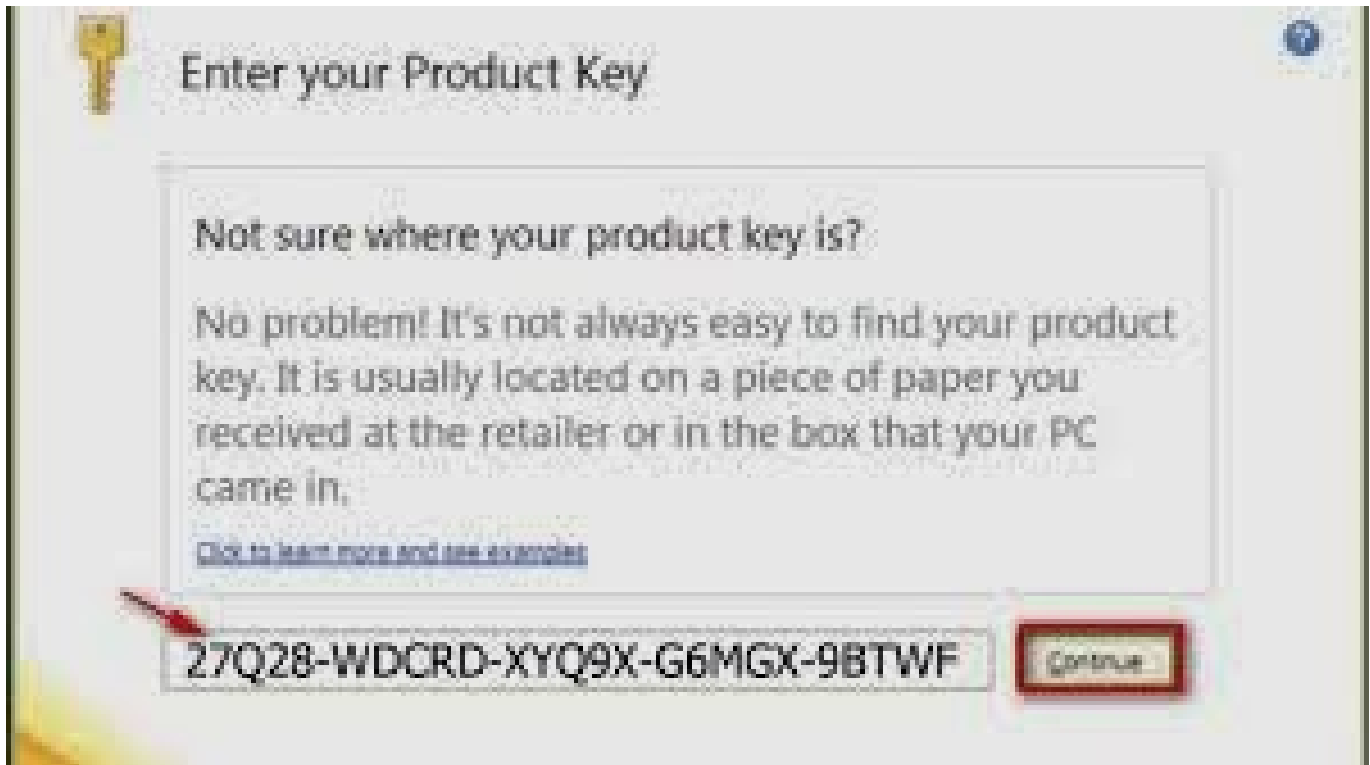 Enter your Product Key
Not sure where your product key is?
No problem! It's not always easy to find your product
key. It is usually located on a piece of paper you
received at the retailer or in the box that your PC
came in.
Click to learn more and see examples
27Q28-WDCRD-XYQ9X-G6MGX-9BTWF
Continue